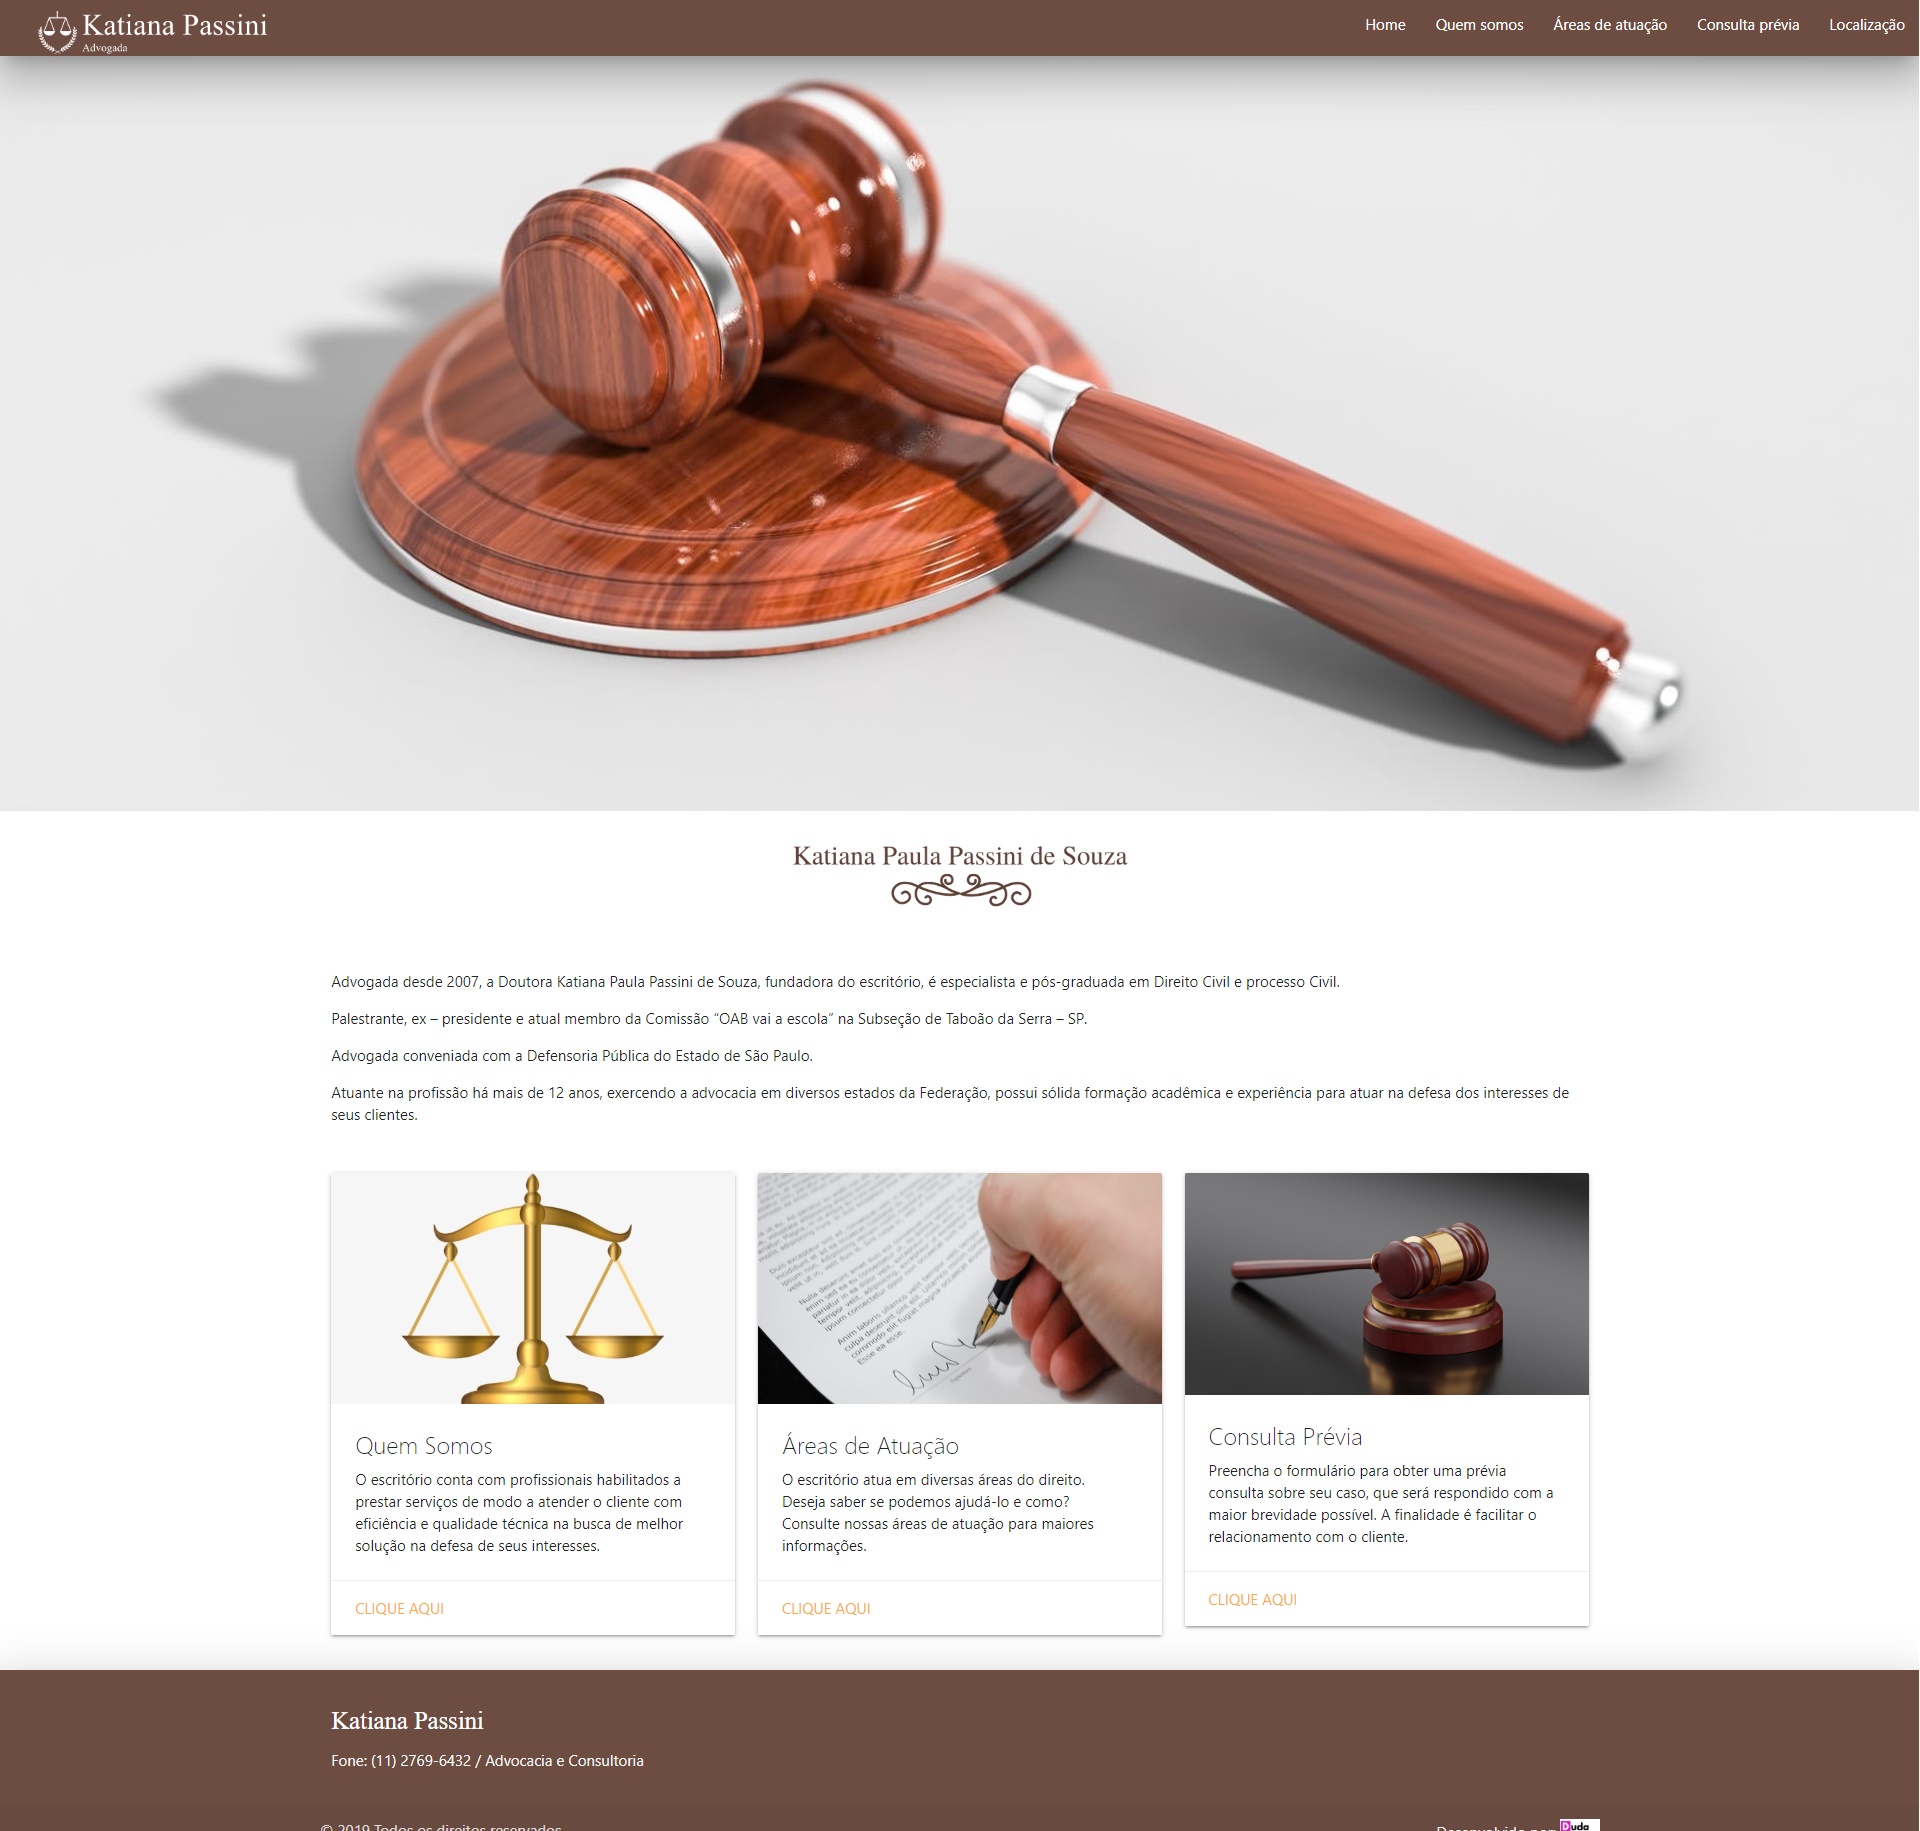 Katiana Passini
Advogada
Home Quem somos Áreas de atuação Consulta prévia Localização
Katiana Paula Passini de Souza
Advogada desde 2007, a Doutora Katiana Paula Passini de Souza, fundadora do escritório, é especialista e pós-graduada em Direito Civil e processo Civil.
Palestrante, ex – presidente e atual membro da Comissão “OAB vai a escola” na Subseção de Taboão da Serra – SP.
Advogada conveniada com a Defensoria Pública do Estado de São Paulo.
Atuante na profissão há mais de 12 anos, exercendo a advocacia em diversos estados da Federação, possui sólida formação acadêmica e experiência para atuar na defesa dos interesses de
seus clientes.
Quem Somos
O escritório conta com profissionais habilitados a
prestar serviços de modo a atender o cliente com
eficiência e qualidade técnica na busca de melhor
solução na defesa de seus interesses.
CLIQUE AQUI
Áreas de Atuação
O escritório atua em diversas áreas do direito.
Deseja saber se podemos ajudá-lo e como?
Consulte nossas áreas de atuação para maiores
informações.
CLIQUE AQUI
Consulta Prévia
Preencha o formulário para obter uma prévia
consulta sobre seu caso, que será respondido com a
maior brevidade possível. A finalidade é facilitar o
relacionamento com o cliente.
CLIQUE AQUI
Katiana Passini
Fone: (11) 2769-6432 / Advocacia e Consultoria
© 2019 Todos os direitos reservados
Desenvolvido por: Duda